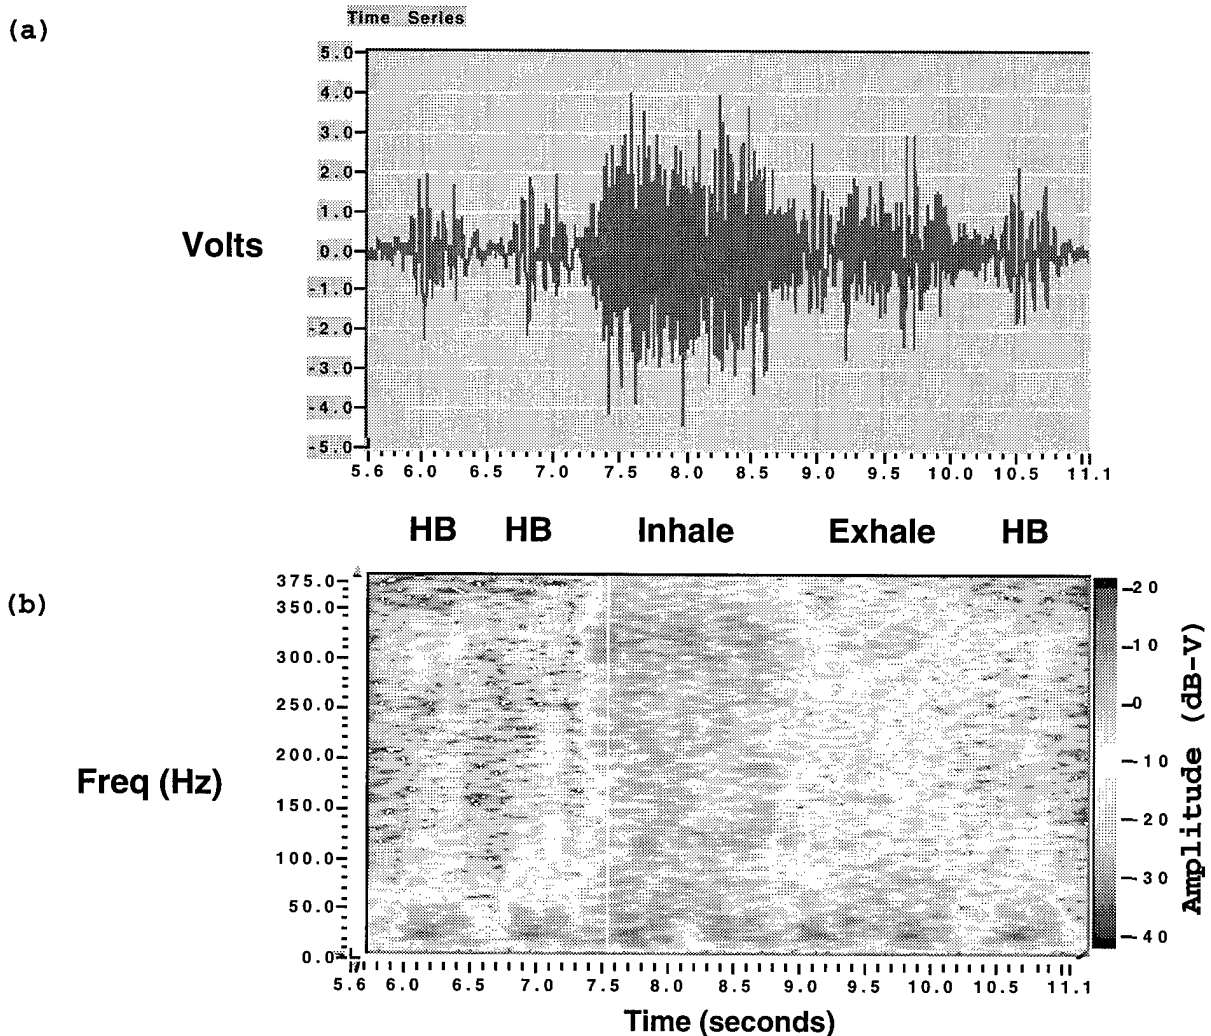 (a)
Time Series
5.0
4.0
3.0
2.0
1.0
0.0
-1.0
-2.0
-3.0
-4.0
-5.0
Volts
5.6 6.0 6.5 7.0 7.5 8.0 8.5 9.0 9.5 10.0 10.5 11.1
HB HB Inhale Exhale HB
(b)
375.0
350.0
300.0
250.0
200.0
150.0
100.0
50.0
0.0
Freq (Hz)
5.6 6.0 6.5 7.0 7.5 8.0 8.5 9.0 9.5 10.0 10.5 11.1
Time (seconds)
20
10
0
-10
-20
-30
-40
Amplitude (dB-V)